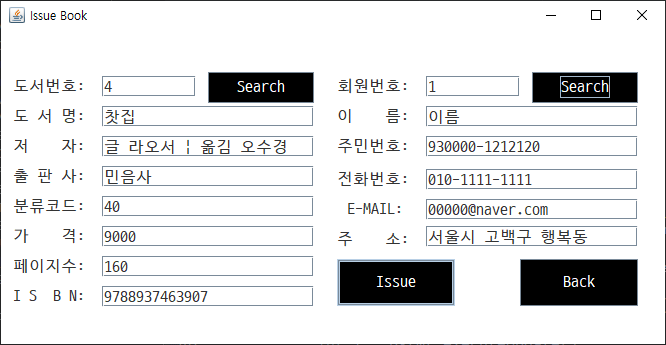 Issue Book
도서번호: 4 Search
도 서 명: 찻집
저 자: 글 라오서 ¦ 옮김 오수경
출 판 사: 민음사
분류코드: 40
가 격: 9000
페이지수: 160
I S B N: 9788937463907
회원번호: 1 Search
이 름: 이름
주민번호: 930000-1212120
전화번호: 010-1111-1111
E-MAIL: 00000@naver.com
주 소: 서울시 고백구 행복동
Issue Back